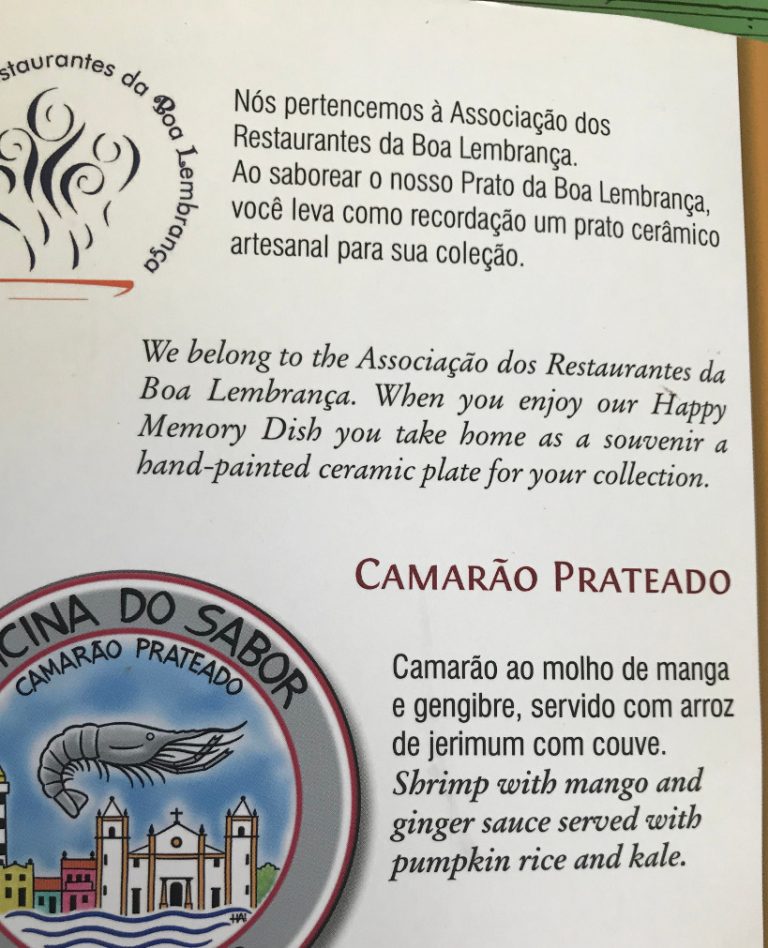 staurantes da Boa Lembrança
Nós pertencemos à Associação dos
Restaurantes da Boa Lembrança.
Ao saborear o nosso Prato da Boa Lembrança,
você leva como recordação um prato cerâmico
artesanal para sua coleção.
We belong to the Associação dos Restaurantes da
Boa Lembrança. When you enjoy our Happy
Memory Dish you take home as a souvenir a
hand-painted ceramic plate for your collection.
CAMARÃO PRATEADO
CINA DO SABOR
CAMARÃO PRATEADO
HAI
Camarão ao molho de manga
e gengibre, servido com arroz
de jerimum com couve.
Shrimp with mango and
ginger sauce served with
pumpkin rice and kale.